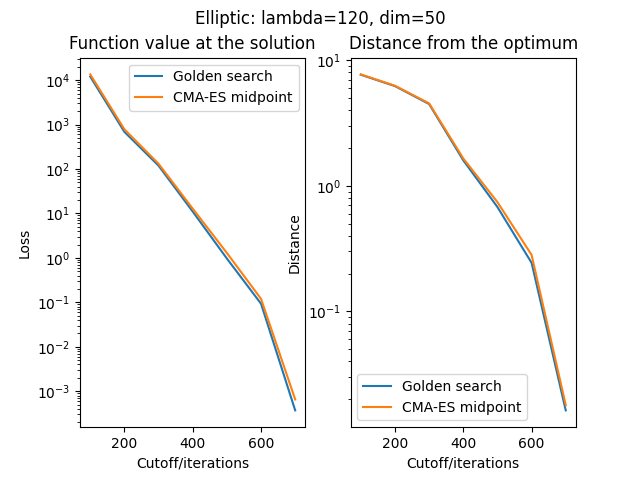 Elliptic: lambda=120, dim=50
Function value at the solution
Loss
10^4
10^3
10^2
10^1
10^0
10^-1
10^-2
10^-3
Golden search
CMA-ES midpoint
200
400
600
Cutoff/iterations
Distance from the optimum
Distance
10^1
10^0
10^-1
Golden search
CMA-ES midpoint
200
400
600
Cutoff/iterations